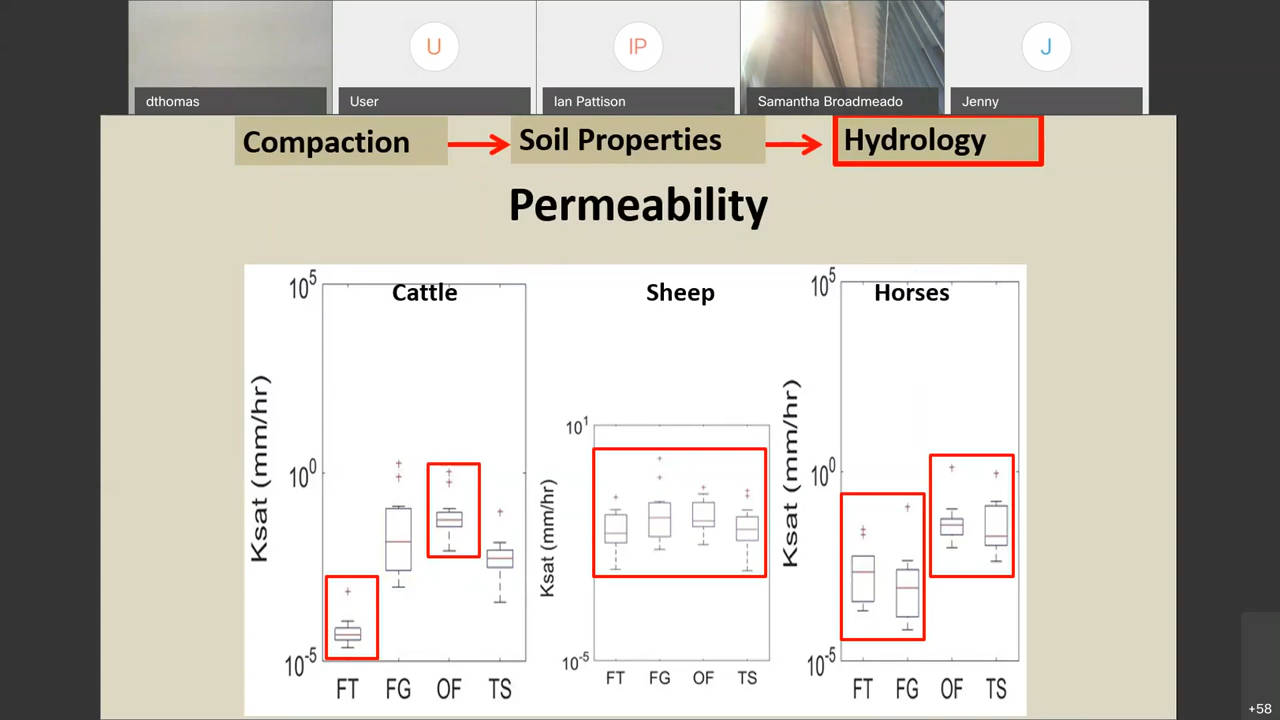 U
IP
J
dthomas
User
Ian Pattison
Samantha Broadmeado
Jenny
Compaction
Soil Properties
Hydrology
Permeability
Cattle
Sheep
Horses
10^5
10^0
10^-5
Ksat (mm/hr)
FT FG OF TS
10^1
10^-5
Ksat (mm/hr)
FT FG OF TS
10^5
10^0
10^-5
Ksat (mm/hr)
FT FG OF TS
+58